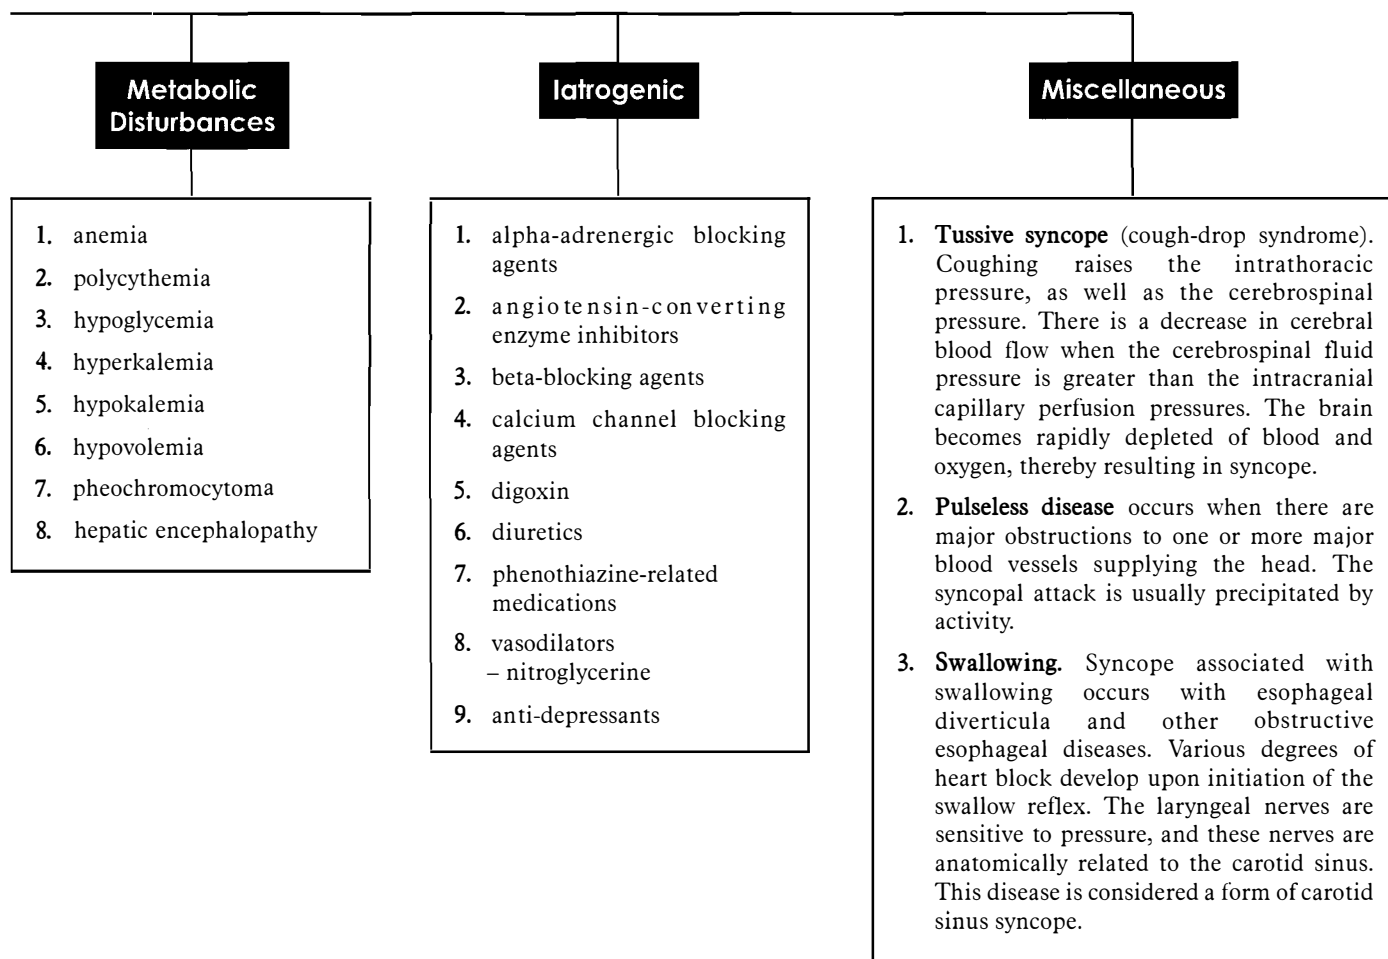 Metabolic
Disturbances
1. anemia
2. polycythemia
3. hypoglycemia
4. hyperkalemia
5. hypokalemia
6. hypovolemia
7. pheochromocytoma
8. hepatic encephalopathy
Iatrogenic
1. alpha-adrenergic blocking
agents
2. angiotensin-converting
enzyme inhibitors
3. beta-blocking agents
4. calcium channel blocking
agents
5. digoxin
6. diuretics
7. phenothiazine-related
medications
8. vasodilators
– nitroglycerine
9. anti-depressants
Miscellaneous
1. Tussive syncope (cough-drop syndrome).
Coughing raises the intrathoracic
pressure, as well as the cerebrospinal
pressure. There is a decrease in cerebral
blood flow when the cerebrospinal fluid
pressure is greater than the intracranial
capillary perfusion pressures. The brain
becomes rapidly depleted of blood and
oxygen, thereby resulting in syncope.
2. Pulseless disease occurs when there are
major obstructions to one or more major
blood vessels supplying the head. The
syncopal attack is usually precipitated by
activity.
3. Swallowing. Syncope associated with
swallowing occurs with esophageal
diverticula and other obstructive
esophageal diseases. Various degrees of
heart block develop upon initiation of the
swallow reflex. The laryngeal nerves are
sensitive to pressure, and these nerves are
anatomically related to the carotid sinus.
This disease is considered a form of carotid
sinus syncope.